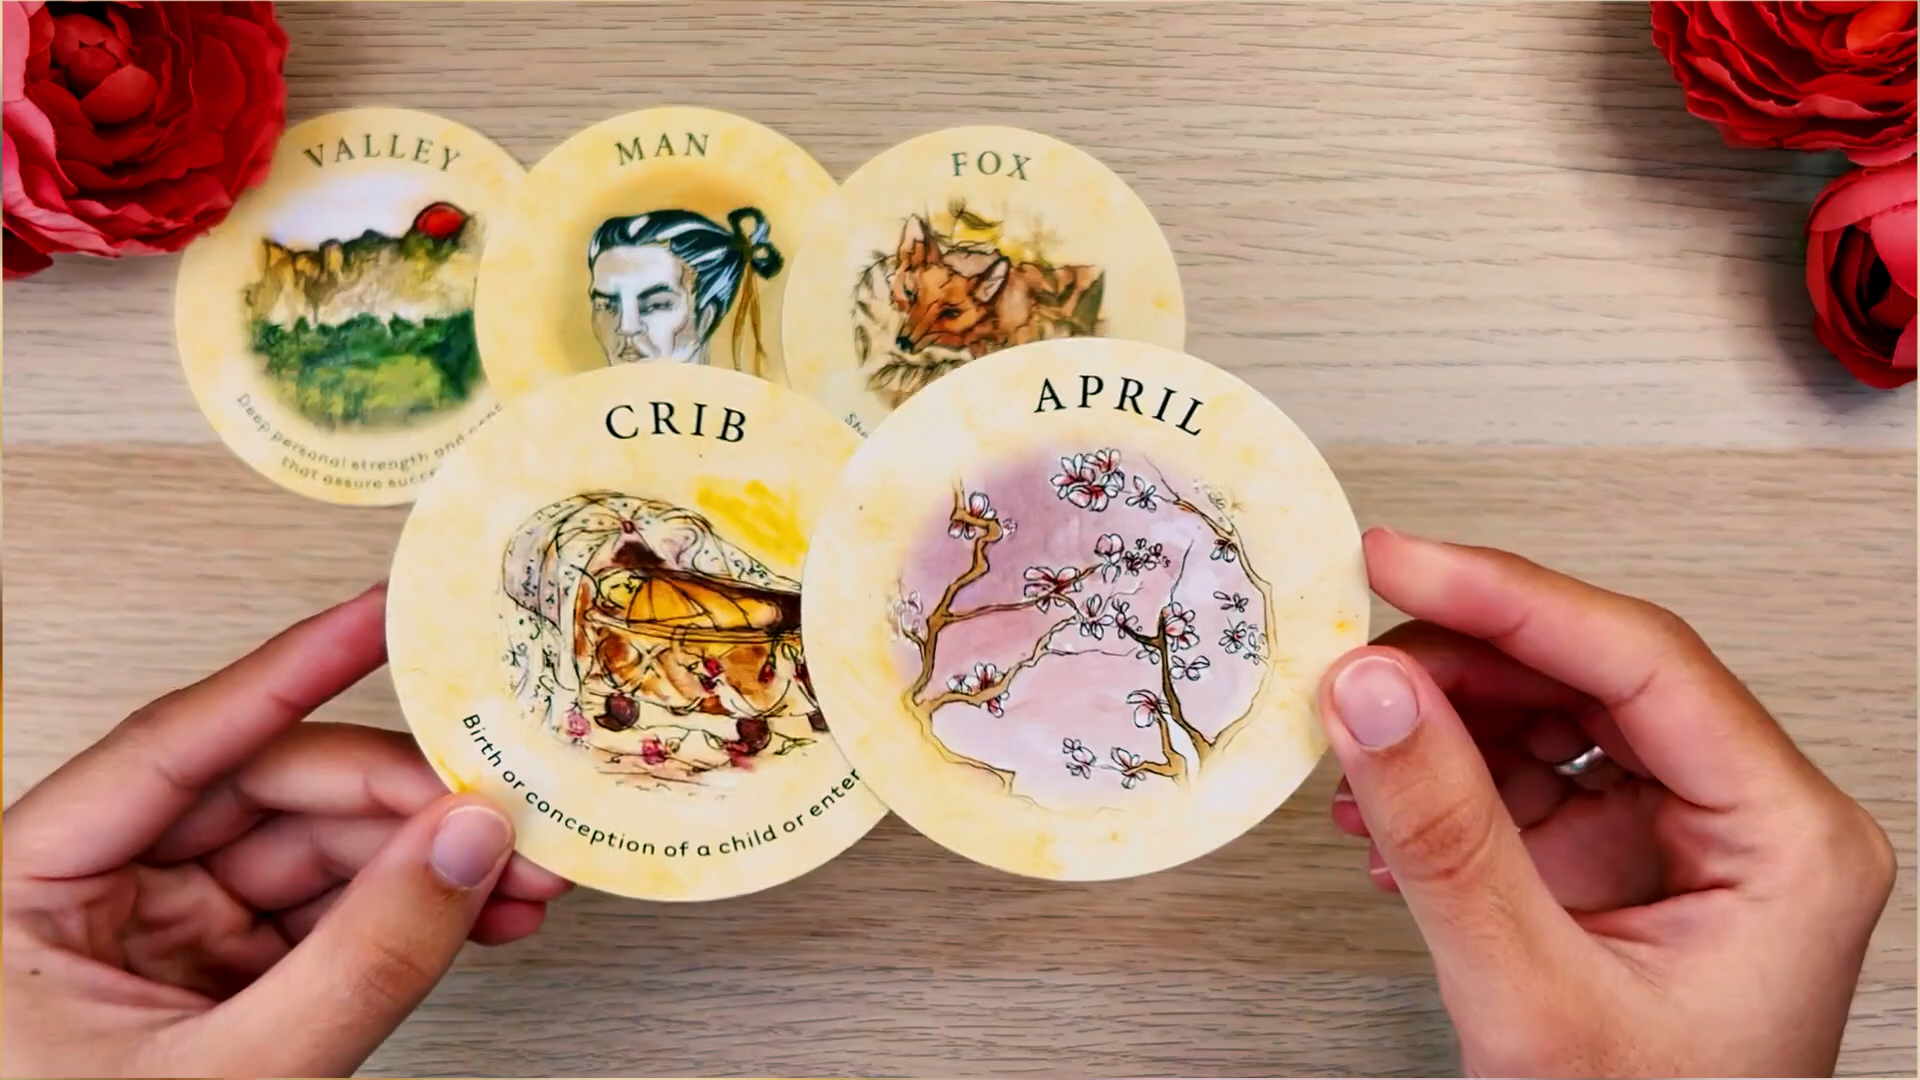 VALLEY
Deep personal strength and
that assure
MAN
FOX
CRIB
Birth or conception of a child or enter
APRIL